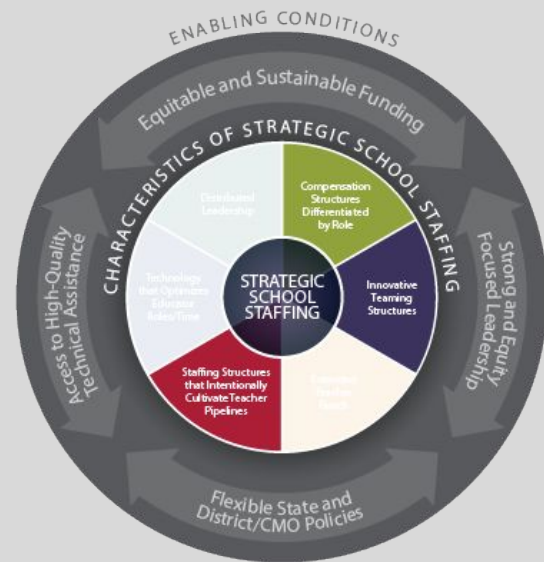 ENABLING CONDITIONS
Equitable and Sustainable Funding
CHARACTERISTICS OF STRATEGIC SCHOOL STAFFING
Distributed
Leadership
Compensation
Structures
Differentiated
by Role
Technology
that Optimizes
Educator
Roles/Time
STRATEGIC
SCHOOL
STAFFING
Innovative
Teaming
Structures
Staffing Structures
that Intentionally
Cultivate Teacher
Pipelines
Access to High-Quality
Technical Assistance
Strong and Equity
Focused Leadership
Flexible State and
District/CMO Policies